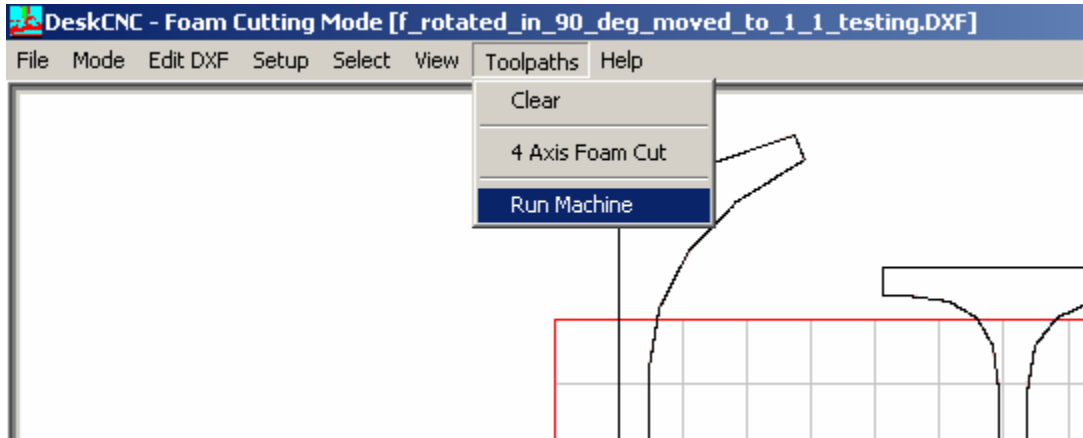 DeskCNC - Foam Cutting Mode [f_rotated_in_90_deg_moved_to_1_1_testing.DXF]
File Mode Edit DXF Setup Select View Toolpaths Help
Clear
4 Axis Foam Cut
Run Machine